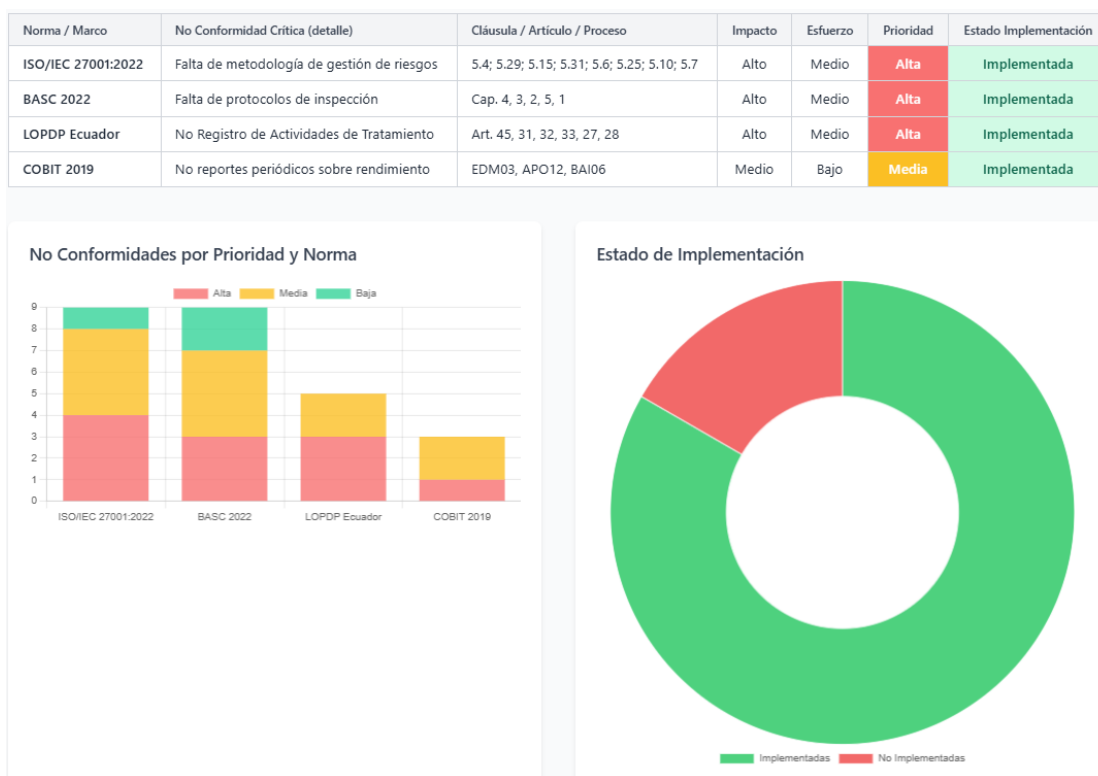 Norma / Marco No Conformidad Crítica (detalle) Cláusula / Artículo / Proceso Impacto Esfuerzo Prioridad Estado Implementación
ISO/IEC 27001:2022 Falta de metodología de gestión de riesgos 5.4; 5.29; 5.15; 5.31; 5.6; 5.25; 5.10; 5.7 Alto Medio Alta Implementada
BASC 2022 Falta de protocolos de inspección Cap. 4, 3, 2, 5, 1 Alto Medio Alta Implementada
LOPDP Ecuador No Registro de Actividades de Tratamiento Art. 45, 31, 32, 33, 27, 28 Alto Medio Alta Implementada
COBIT 2019 No reportes periódicos sobre rendimiento EDM03, APO12, BAI06 Medio Bajo Media Implementada
No Conformidades por Prioridad y Norma
Alta Media Baja
9
8
7
6
5
4
3
2
1
0
ISO/IEC 27001:2022 BASC 2022 LOPDP Ecuador COBIT 2019
Estado de Implementación
Implementadas No Implementadas